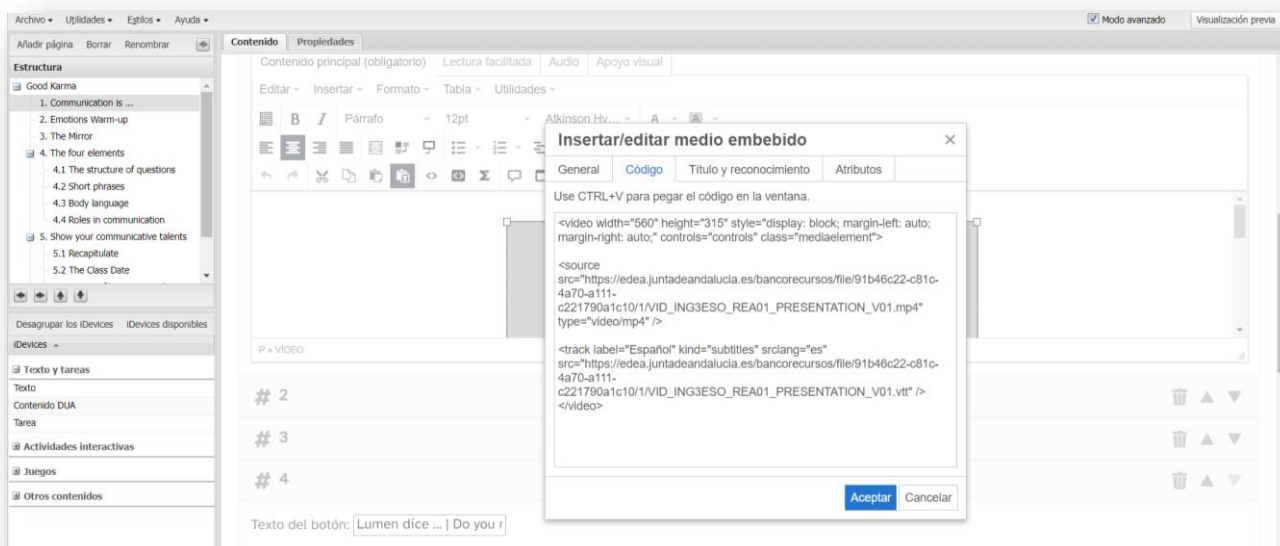 Archivo Utilidades Estilos Ayuda
Modo avanzado Visualización previa
Añadir página Borrar Renombrar
Estructura
Good Karma
1. Communication is ...
2. Emotions Warm-up
3. The Mirror
4. The four elements
4.1 The structure of questions
4.2 Short phrases
4.3 Body language
4.4 Roles in communication
5. Show your communicative talents
5.1 Recapitulate
5.2 The Class Date
Desagrupar los iDevices iDevices disponibles
iDevices
Texto y tareas
Texto
Contenido DUA
Tarea
Actividades interactivas
Juegos
Otros contenidos
Contenido Propiedades
Contenido principal (obligatorio) Lectura facilitada Audio Apoyo visual
Editar Insertar Formato Tabla Utilidades
B I Párrafo 12pt Atkinson Hy... A A
P » VIDEO
# 2
# 3
# 4
Texto del botón: Lumen dice ... | Do you r
Insertar/editar medio embebido
General Código Título y reconocimiento Atributos
Use CTRL+V para pegar el código en la ventana.
<video width="560" height="315" style="display: block; margin-left: auto;
margin-right: auto;" controls="controls" class="mediaelement">
<source
src="https://edea.juntadeandalucia.es/bancorecursos/file/91b46c22-c81c-
4a70-a111-
c221790a1c10/1/VID_ING3ESO_REA01_PRESENTATION_V01.mp4"
type="video/mp4" />
<track label="Español" kind="subtitles" srclang="es"
src="https://edea.juntadeandalucia.es/bancorecursos/file/91b46c22-c81c-
4a70-a111-
c221790a1c10/1/VID_ING3ESO_REA01_PRESENTATION_V01.vtt" />
</video>
Aceptar Cancelar